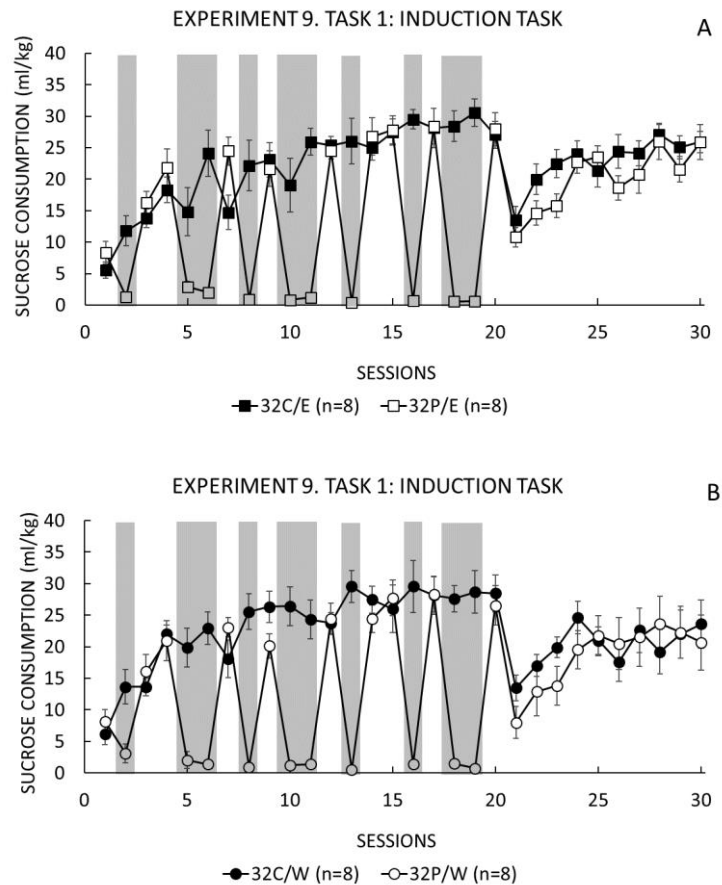 EXPERIMENT 9. TASK 1: INDUCTION TASK
A
SUCROSE CONSUMPTION (ml/kg)
40
35
30
25
20
15
10
5
0
0 5 10 15 20 25 30
SESSIONS
32C/E (n=8) 32P/E (n=8)
EXPERIMENT 9. TASK 1: INDUCTION TASK
B
SUCROSE CONSUMPTION (ml/kg)
40
35
30
25
20
15
10
5
0
0 5 10 15 20 25 30
SESSIONS
32C/W (n=8) 32P/W (n=8)